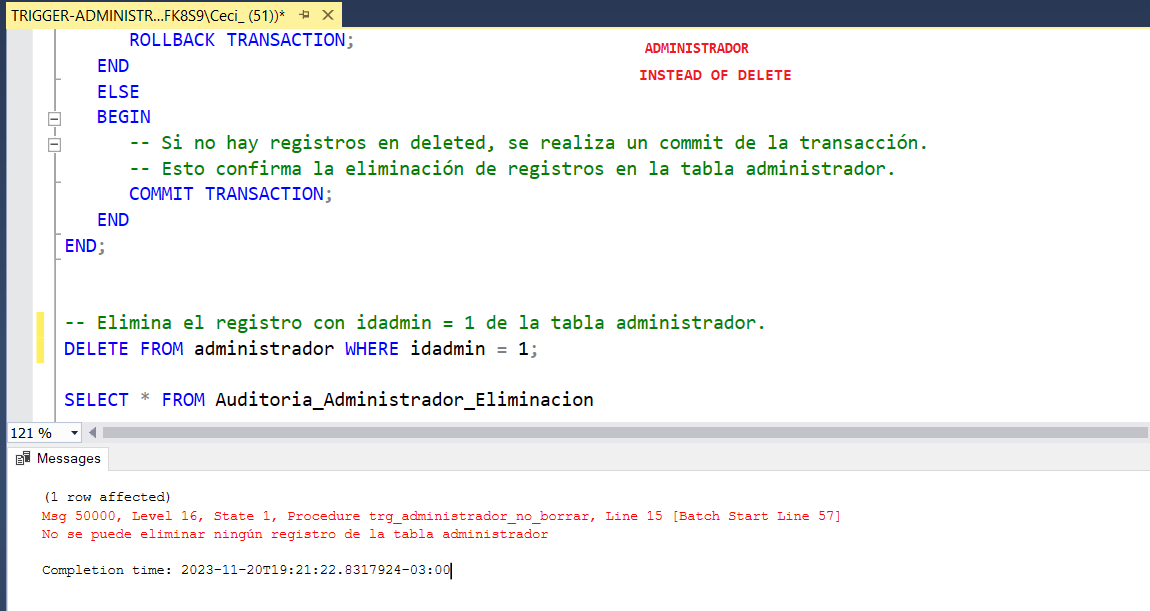 TRIGGER-ADMINISTR...FK8S9\Ceci_ (51))*
ROLLBACK TRANSACTION;
ADMINISTRADOR
END
INSTEAD OF DELETE
ELSE
BEGIN
-- Si no hay registros en deleted, se realiza un commit de la transacción.
-- Esto confirma la eliminación de registros en la tabla administrador.
COMMIT TRANSACTION;
END
END;
-- Elimina el registro con idadmin = 1 de la tabla administrador.
DELETE FROM administrador WHERE idadmin = 1;
SELECT * FROM Auditoria_Administrador_Eliminacion
121 %
Messages
(1 row affected)
Msg 50000, Level 16, State 1, Procedure trg_administrador_no_borrar, Line 15 [Batch Start Line 57]
No se puede eliminar ningún registro de la tabla administrador
Completion time: 2023-11-20T19:21:22.8317924-03:00